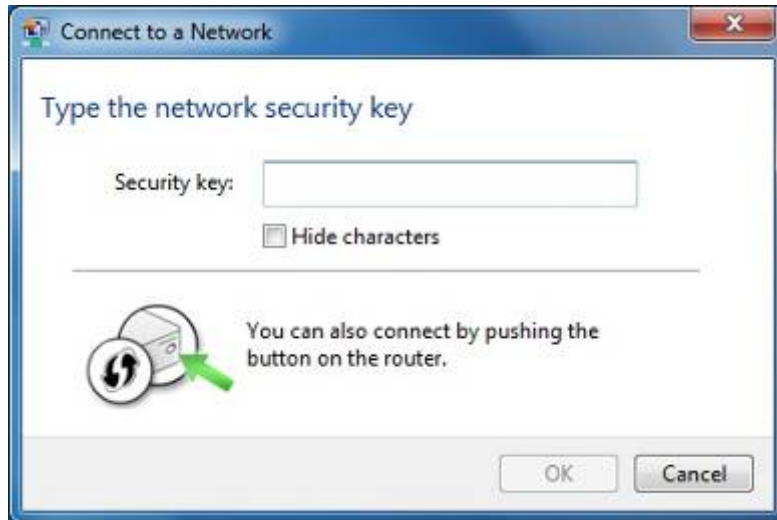 Connect to a Network
Type the network security key
Security key:
Hide characters
You can also connect by pushing the
button on the router.
OK
Cancel